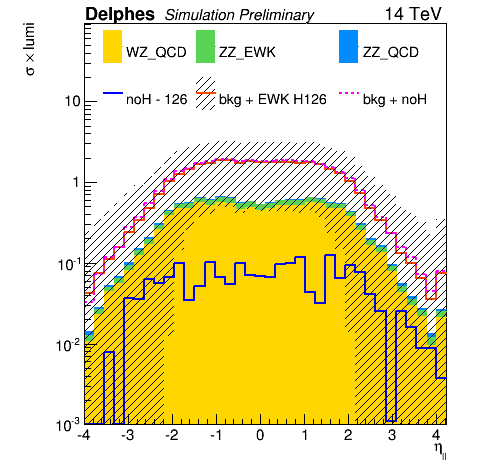 Delphes Simulation Preliminary 14 TeV
σ × lumi
WZ_QCD ZZ_EWK ZZ_QCD
noH - 126 bkg + EWK H126 bkg + noH
10
1
10⁻¹
10⁻²
10⁻³
-4 -3 -2 -1 0 1 2 3 4
η_||